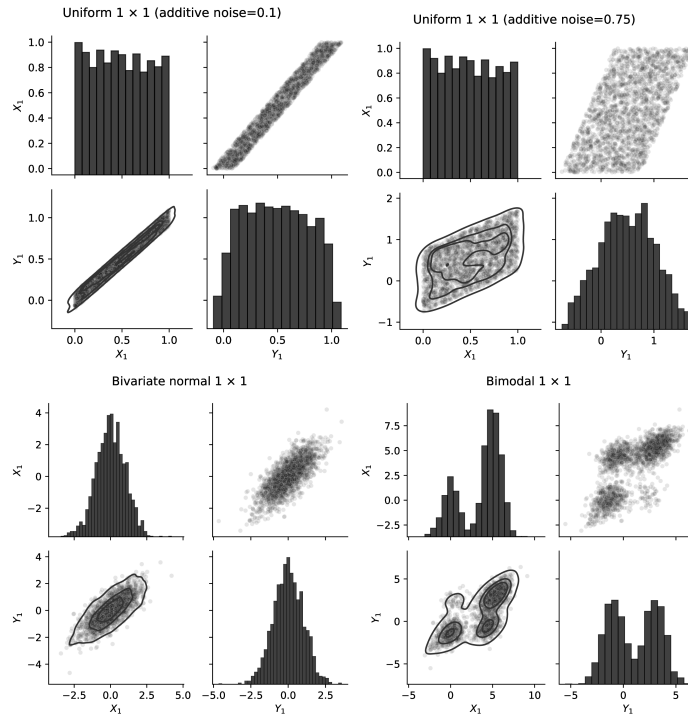 Uniform 1 × 1 (additive noise=0.1)
1.0
0.8
0.6
0.4
0.2
0.0
X1
1.0
0.5
0.0
Y1
0.0 0.5 1.0
X1
0.0 0.5 1.0
Y1
Uniform 1 × 1 (additive noise=0.75)
1.0
0.8
0.6
0.4
0.2
0.0
X1
2
1
0
−1
Y1
0.0 0.5 1.0
X1
0 1
Y1
Bivariate normal 1 × 1
4
2
0
−2
X1
4
2
0
−2
−4
Y1
−2.5 0.0 2.5 5.0
X1
−5.0 −2.5 0.0 2.5
Y1
Bimodal 1 × 1
7.5
5.0
2.5
0.0
−2.5
X1
5
0
−5
Y1
−5 0 5 10
X1
−5 0 5
Y1